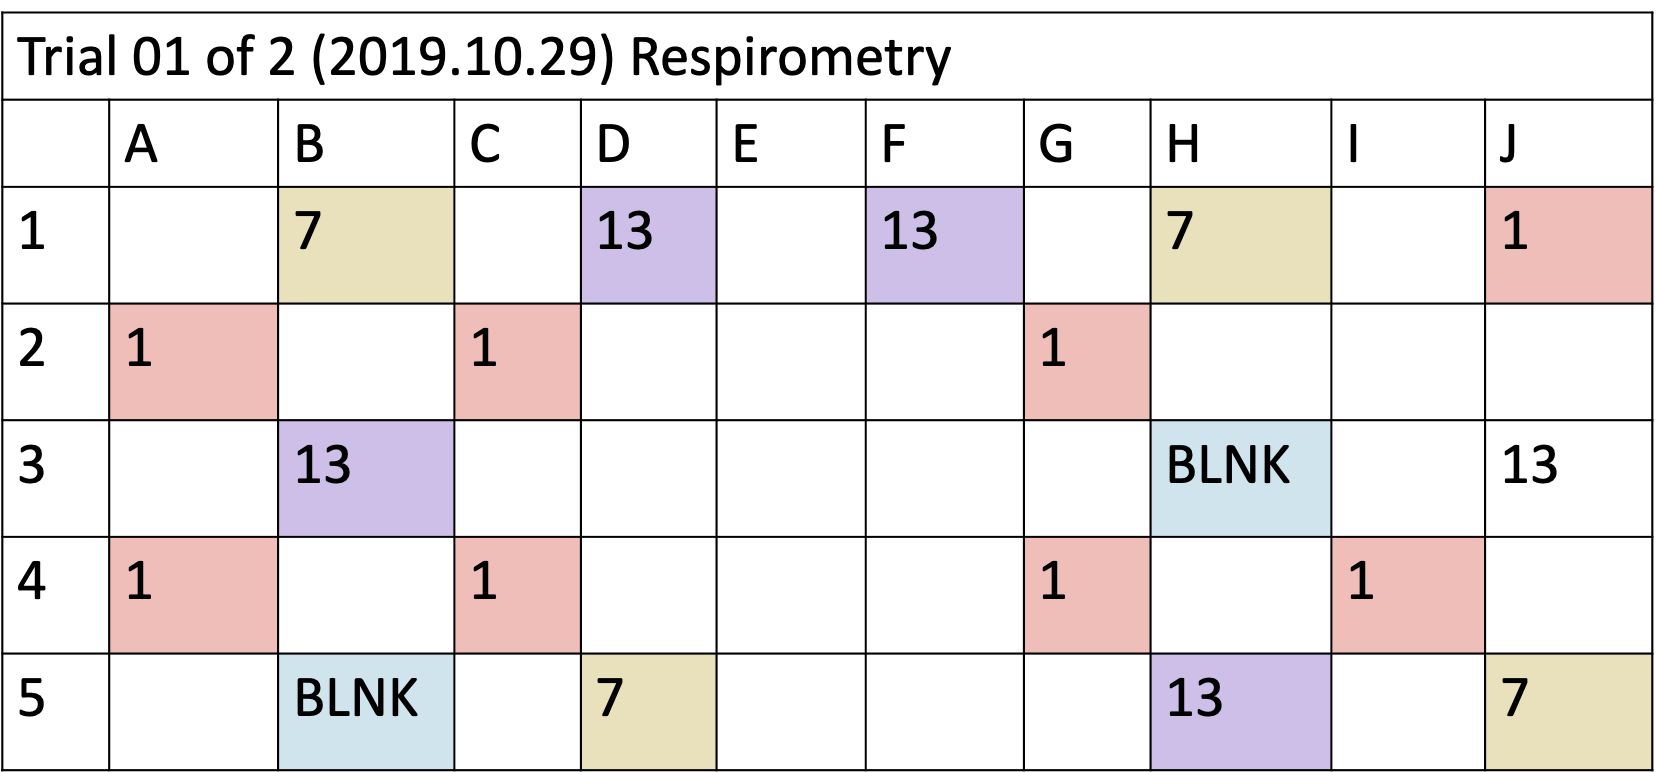 Trial 01 of 2 (2019.10.29) Respirometry
A B C D E F G H I J
1 7 13 13 7 1
2 1 1 1
3 13 BLNK 13
4 1 1 1 1
5 BLNK 7 13 7